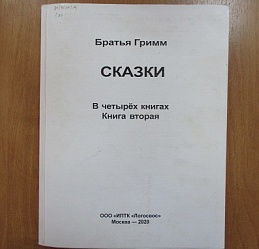 Братья Гримм
СКАЗКИ
В четырёх книгах
Книга вторая
ООО «ИПТК «Логосвос»
Москва — 2020